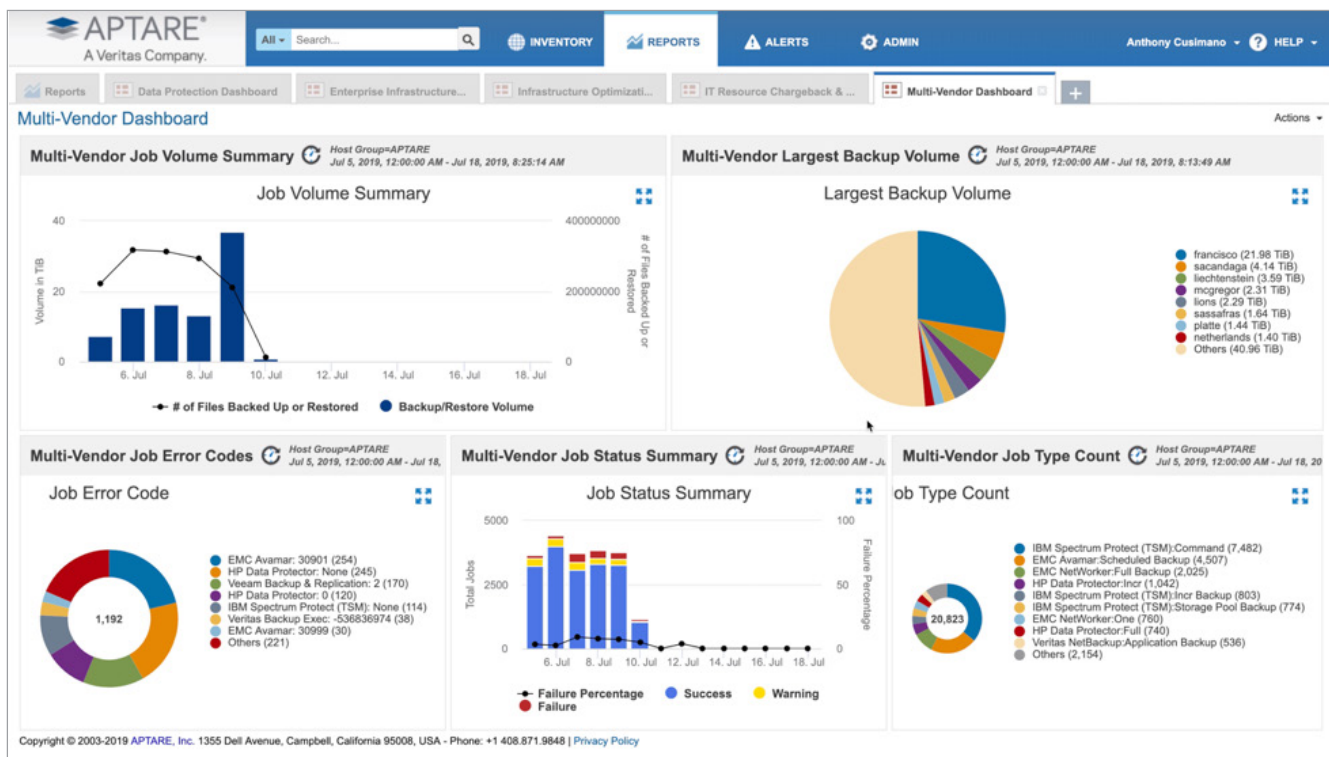 APTARE®
A Veritas Company.
All
Search...
INVENTORY
REPORTS
ALERTS
ADMIN
Anthony Cusimano
? HELP
Reports
Data Protection Dashboard
Enterprise Infrastructure...
Infrastructure Optimizati...
IT Resource Chargeback & ...
Multi-Vendor Dashboard
+
Multi-Vendor Dashboard
Actions
Multi-Vendor Job Volume Summary
Host Group=APTARE
Jul 5, 2019, 12:00:00 AM - Jul 18, 2019, 8:25:14 AM
Job Volume Summary
40
20
0
Volume in TiB
400000000
200000000
0
# of Files Backed Up or
Restored
6. Jul
8. Jul
10. Jul
12. Jul
14. Jul
16. Jul
18. Jul
# of Files Backed Up or Restored
Backup/Restore Volume
Multi-Vendor Largest Backup Volume
Host Group=APTARE
Jul 5, 2019, 12:00:00 AM - Jul 18, 2019, 8:13:49 AM
Largest Backup Volume
francisco (21.98 TiB)
sacandaga (4.14 TiB)
liechtenstein (3.59 TiB)
mcgregor (2.31 TiB)
lions (2.29 TiB)
sassafras (1.64 TiB)
platte (1.44 TiB)
netherlands (1.40 TiB)
Others (40.96 TiB)
Multi-Vendor Job Error Codes
Host Group=APTARE
Jul 5, 2019, 12:00:00 AM - Jul 18,
Job Error Code
1,192
EMC Avamar: 30901 (254)
HP Data Protector: None (245)
Veeam Backup & Replication: 2 (170)
HP Data Protector: 0 (120)
IBM Spectrum Protect (TSM): None (114)
Veritas Backup Exec: -536836974 (38)
EMC Avamar: 30999 (30)
Others (221)
Multi-Vendor Job Status Summary
Host Group=APTARE
Jul 5, 2019, 12:00:00 AM - Ju
Job Status Summary
5000
2500
0
Total Jobs
100
50
0
Failure Percentage
6. Jul
8. Jul
10. Jul
12. Jul
14. Jul
16. Jul
18. Jul
Failure Percentage
Success
Warning
Failure
Multi-Vendor Job Type Count
Host Group=APTARE
Jul 5, 2019, 12:00:00 AM - Jul 18, 20
ob Type Count
20,823
IBM Spectrum Protect (TSM):Command (7,482)
EMC Avamar:Scheduled Backup (4,507)
EMC NetWorker:Full Backup (2,025)
HP Data Protector:Incr (1,042)
IBM Spectrum Protect (TSM):Incr Backup (803)
IBM Spectrum Protect (TSM):Storage Pool Backup (774)
EMC NetWorker:One (760)
HP Data Protector:Full (740)
Veritas NetBackup:Application Backup (536)
Others (2,154)
Copyright © 2003-2019 APTARE, Inc. 1355 Dell Avenue, Campbell, California 95008, USA - Phone: +1 408.871.9848 | Privacy Policy